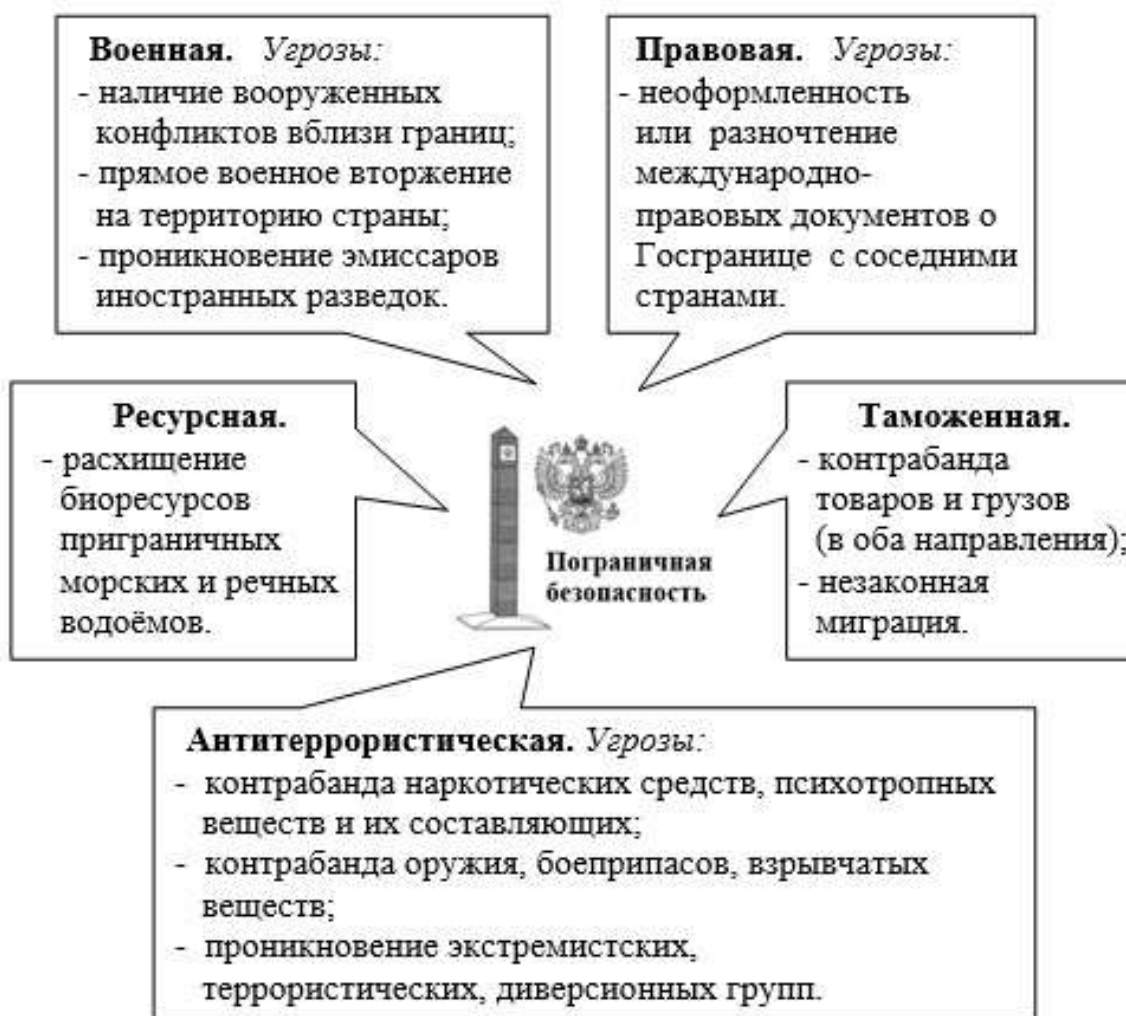 Военная. Угрозы:
- наличие вооруженных
конфликтов вблизи границ;
- прямое военное вторжение
на территорию страны;
- проникновение эмиссаров
иностранных разведок.
Правовая. Угрозы:
- неоформленность
или разночтение
международно-
правовых документов о
Госгранице с соседними
странами.
Ресурсная.
- расхищение
биоресурсов
приграничных
морских и речных
водоёмов.
Пограничная
безопасность
Таможенная.
- контрабанда
товаров и грузов
(в оба направления);
- незаконная
миграция.
Антитеррористическая. Угрозы:
- контрабанда наркотических средств, психотропных
веществ и их составляющих;
- контрабанда оружия, боеприпасов, взрывчатых
веществ;
- проникновение экстремистских,
террористических, диверсионных групп.